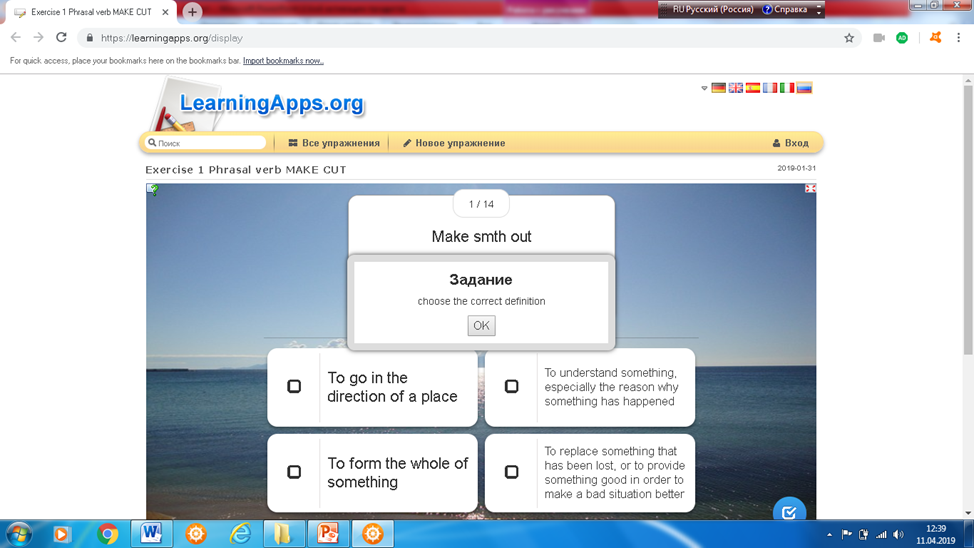 Exercise 1 Phrasal verb MAKE CUT
RU Русский (Россия) Справка
https://learningapps.org/display
For quick access, place your bookmarks here on the bookmarks bar. Import bookmarks now...
LearningApps.org
Поиск Все упражнения Новое упражнение Вход
Exercise 1 Phrasal verb MAKE CUT 2019-01-31
1 / 14
Make smth out
Задание
choose the correct definition
OK
To go in the
direction of a place
To understand something,
especially the reason why
something has happened
To form the whole of
something
To replace something that
has been lost, or to provide
something good in order to
make a bad situation better
12:39
11.04.2019